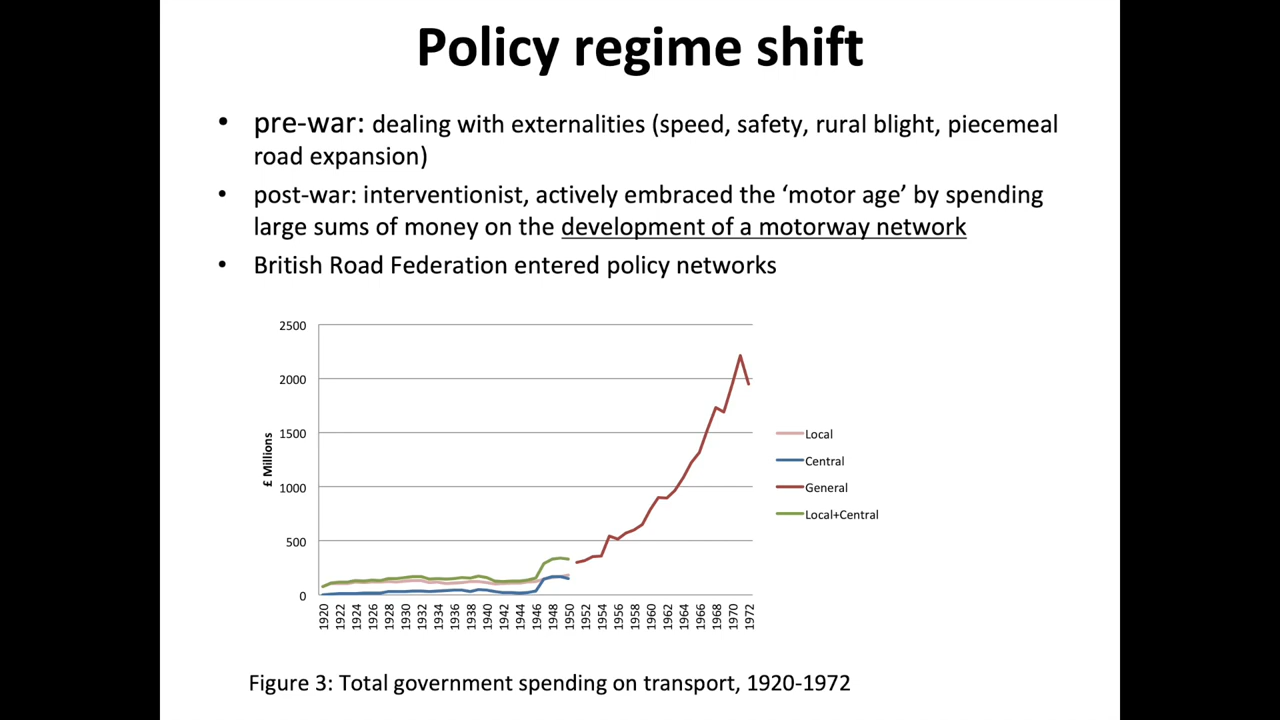 Policy regime shift
• pre-war: dealing with externalities (speed, safety, rural blight, piecemeal
road expansion)
• post-war: interventionist, actively embraced the ‘motor age’ by spending
large sums of money on the development of a motorway network
• British Road Federation entered policy networks
2500
2000
1500
1000
500
0
£ Millions
1920 1922 1924 1926 1928 1930 1932 1934 1936 1938 1940 1942 1944 1946 1948 1950 1952 1954 1956 1958 1960 1962 1964 1966 1968 1970 1972
Local
Central
General
Local+Central
Figure 3: Total government spending on transport, 1920-1972